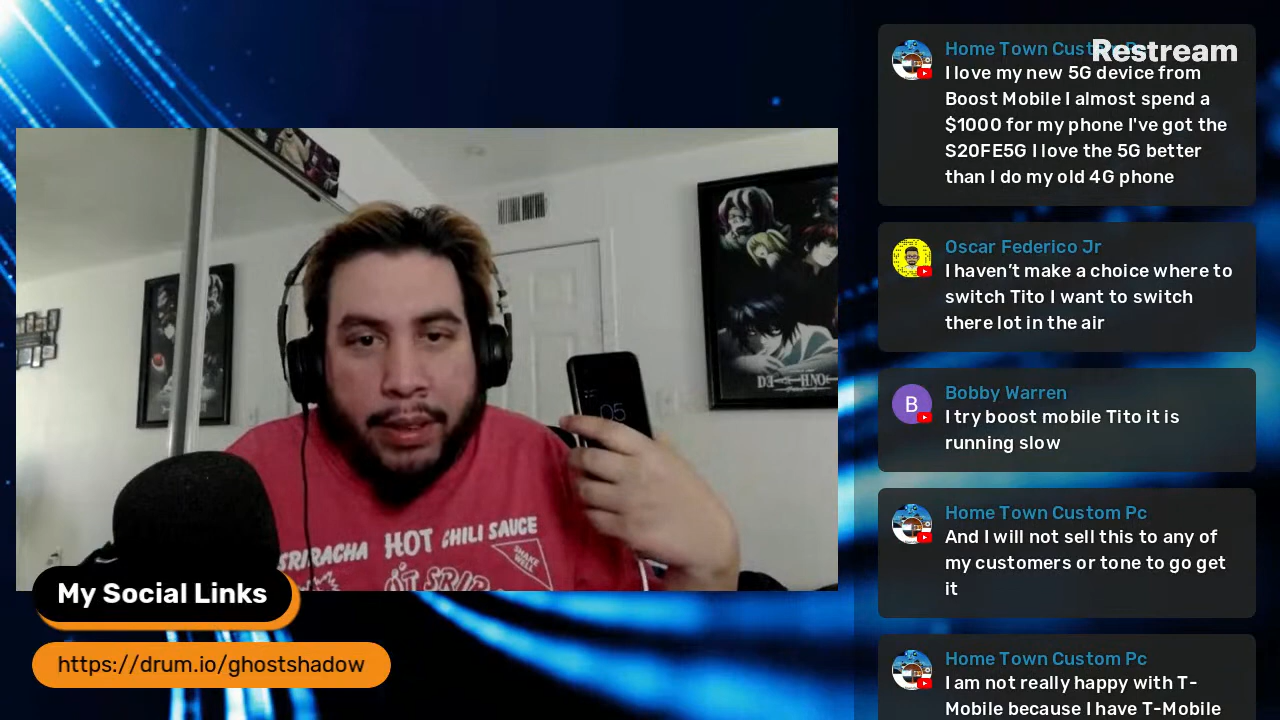 Restream
Home Town Custom Pc
I love my new 5G device from
Boost Mobile I almost spend a
$1000 for my phone I've got the
S20FE5G I love the 5G better
than I do my old 4G phone
Oscar Federico Jr
I haven’t make a choice where to
switch Tito I want to switch
there lot in the air
B
Bobby Warren
I try boost mobile Tito it is
running slow
Home Town Custom Pc
And I will not sell this to any of
my customers or tone to go get
it
Home Town Custom Pc
I am not really happy with T-
Mobile because I have T-Mobile
05
SRIRACHA HOT CHILI SAUCE
SHAKE
WELL
My Social Links
https://drum.io/ghostshadow